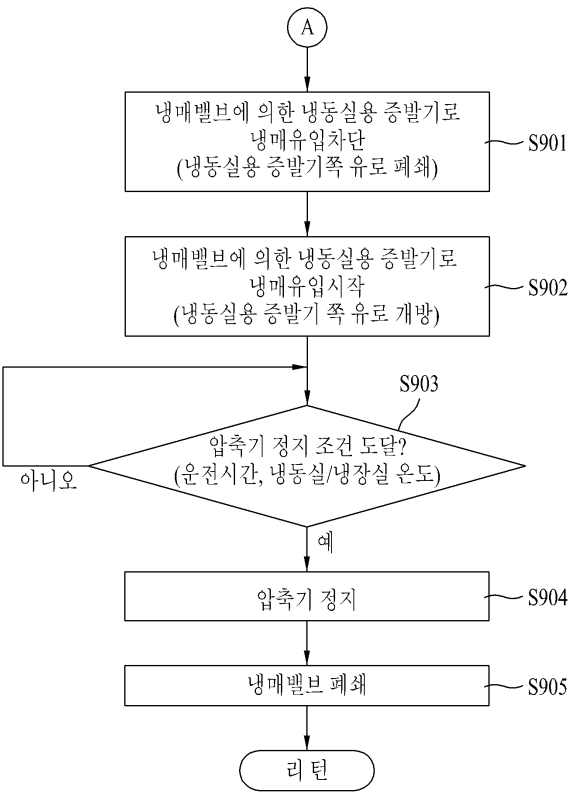 A
냉매밸브에 의한 냉동실용 증발기로
냉매유입차단
(냉동실용 증발기쪽 유로 폐쇄)
S901
냉매밸브에 의한 냉동실용 증발기로
냉매유입시작
(냉동실용 증발기 쪽 유로 개방)
S902
S903
압축기 정지 조건 도달?
(운전시간, 냉동실/냉장실 온도)
아니오
예
압축기 정지
S904
냉매밸브 폐쇄
S905
리 턴